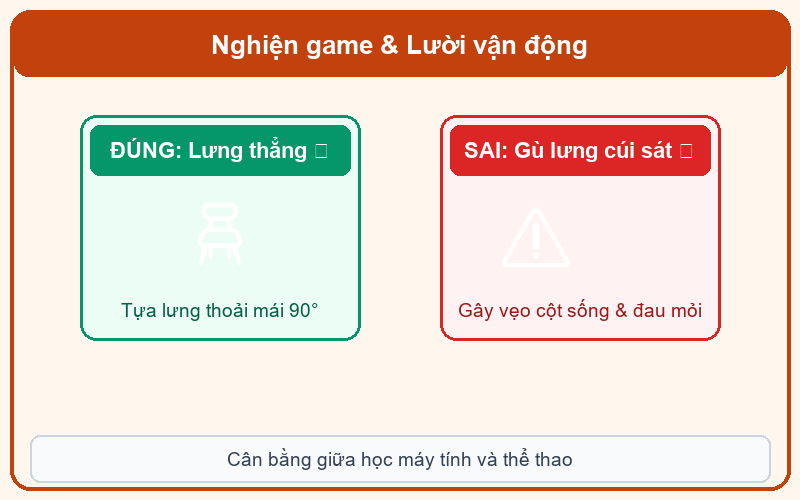 Nghiện game & Lười vận động
ĐÚNG: Lưng thẳng
SAI: Gù lưng cúi sát
Tựa lưng thoải mái 90°
Gây vẹo cột sống & đau mỏi
Cân bằng giữa học máy tính và thể thao